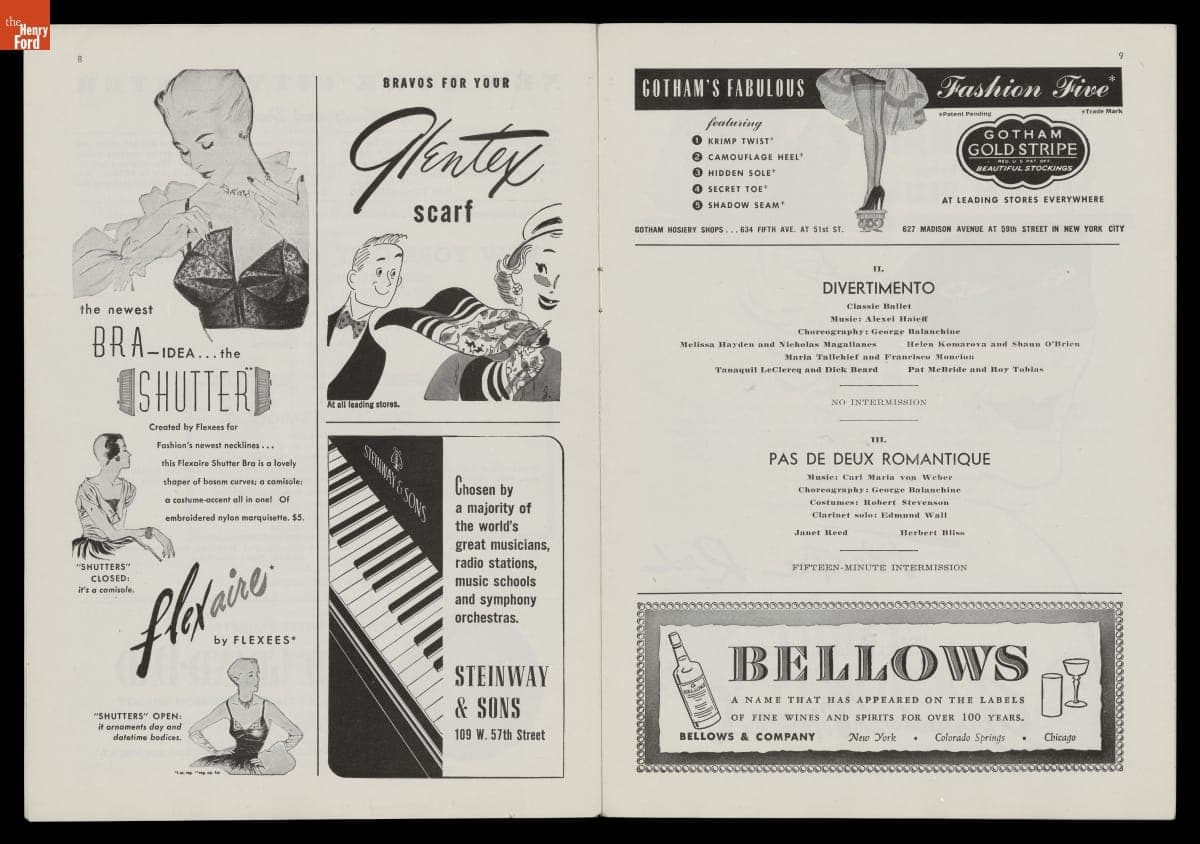 the
Henry
Ford
8
the newest
BRA—IDEA...the
SHUTTER**
Created by Flexees for
Fashion's newest necklines...
this Flexaire Shutter Bra is a lovely
shaper of bosom curves; a camisole;
a costume-accent all in one! Of
embroidered nylon marquisette. $5.
"SHUTTERS"
CLOSED:
it's a camisole.
flexaire*
by FLEXEES*
"SHUTTERS" OPEN:
it ornaments day and
datetime bodices.
BRAVOS FOR YOUR
Glentex
scarf
At all leading stores.
STEINWAY
& SONS
Chosen by
a majority of
the world's
great musicians,
radio stations,
music schools
and symphony
orchestras.
STEINWAY
& SONS
109 W. 57th Street
9
GOTHAM'S FABULOUS Fashion Five*
*Patent Pending
*Trade Mark
featuring
1 KRIMP TWIST*
2 CAMOUFLAGE HEEL*
3 HIDDEN SOLE*
4 SECRET TOE*
5 SHADOW SEAM*
GOTHAM
GOLD STRIPE
REG. U.S. PAT. OFF.
BEAUTIFUL STOCKINGS
AT LEADING STORES EVERYWHERE
GOTHAM HOSIERY SHOPS...634 FIFTH AVE. AT 51st ST. 627 MADISON AVENUE AT 59th STREET IN NEW YORK CITY
II.
DIVERTIMENTO
Classic Ballet
Music: Alexei Haieff
Choreography: George Balanchine
Melissa Hayden and Nicholas Magallanes Helen Komarova and Shaun O'Brien
Maria Tallchief and Francisco Moncion
Tanaquil LeClercq and Dick Beard Pat McBride and Roy Tobias
NO INTERMISSION
III.
PAS DE DEUX ROMANTIQUE
Music: Carl Maria von Weber
Choreography: George Balanchine
Costumes: Robert Stevenson
Clarinet solo: Edmund Wall
Janet Reed Herbert Bliss
FIFTEEN-MINUTE INTERMISSION
BELLOWS
BELLOWS
A NAME THAT HAS APPEARED ON THE LABELS
OF FINE WINES AND SPIRITS FOR OVER 100 YEARS.
BELLOWS & COMPANY New York • Colorado Springs • Chicago